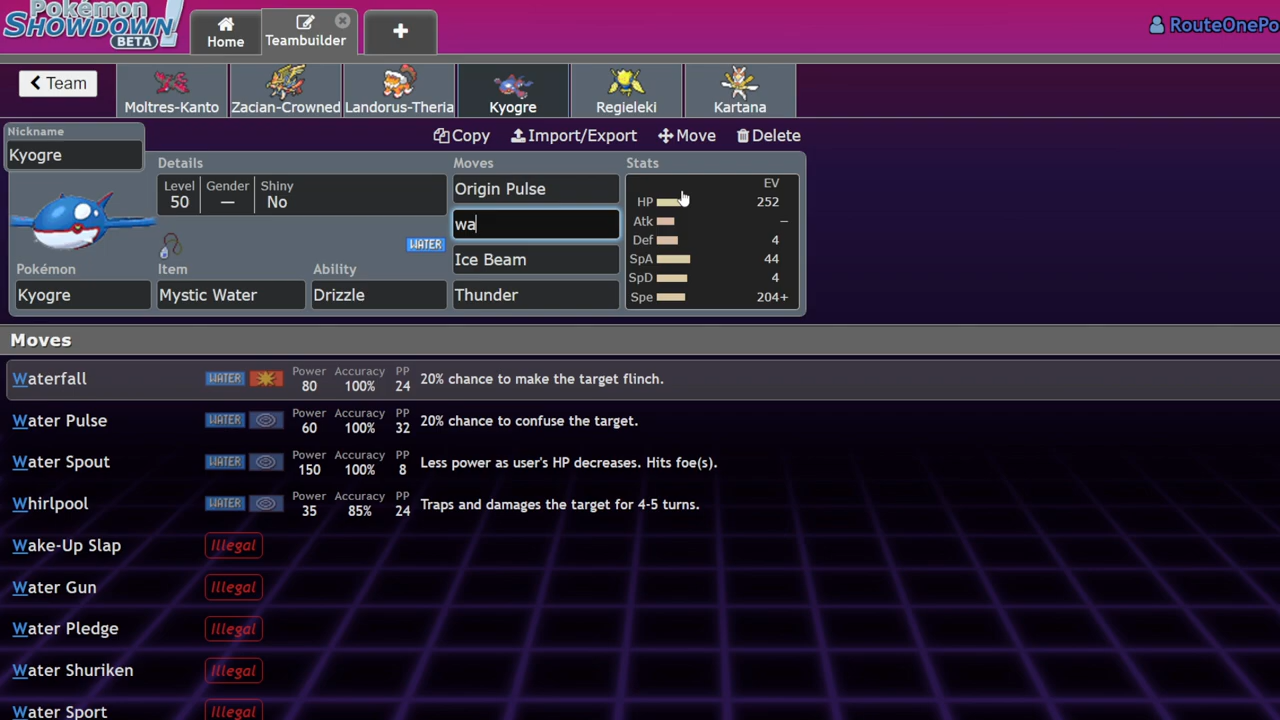 Pokémon
SHOWDOWN!
BETA
Home
Teambuilder
RouteOnePo
Team
Moltres-Kanto
Zacian-Crowned
Landorus-Theria
Kyogre
Regieleki
Kartana
Copy
Import/Export
Move
Delete
Nickname
Kyogre
Details
Level Gender Shiny
50 — No
WATER
Pokémon
Kyogre
Item
Mystic Water
Ability
Drizzle
Moves
Origin Pulse
wa
Ice Beam
Thunder
Stats
EV
HP 252
Atk –
Def 4
SpA 44
SpD 4
Spe 204+
Moves
Waterfall WATER Power 80 Accuracy 100% PP 24 20% chance to make the target flinch.
Water Pulse WATER Power 60 Accuracy 100% PP 32 20% chance to confuse the target.
Water Spout WATER Power 150 Accuracy 100% PP 8 Less power as user's HP decreases. Hits foe(s).
Whirlpool WATER Power 35 Accuracy 85% PP 24 Traps and damages the target for 4-5 turns.
Wake-Up Slap Illegal
Water Gun Illegal
Water Pledge Illegal
Water Shuriken Illegal
Water Sport Illegal